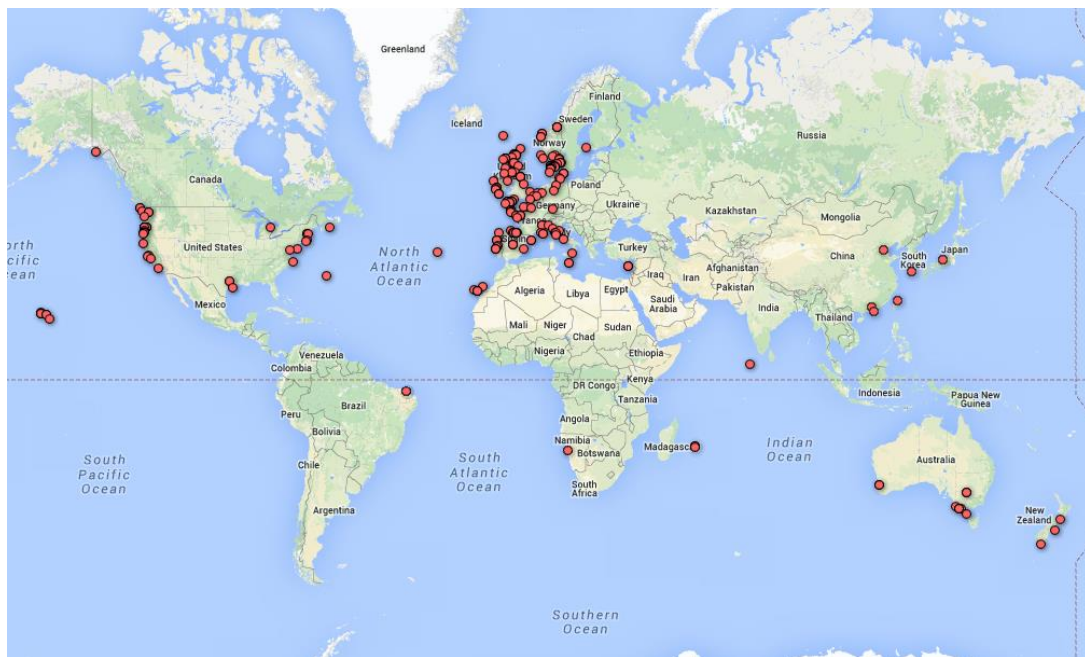 Greenland
Iceland
Finland
Sweden
Norway
Russia
Canada
Poland
Germany
Ukraine
Kazakhstan
Mongolia
United States
North
Atlantic
Ocean
Turkey
China
South
Korea
Japan
Iraq
Iran
Afghanistan
Pakistan
Mexico
Algeria
Libya
Egypt
Saudi
Arabia
India
Thailand
Mali
Niger
Chad
Sudan
Nigeria
Ethiopia
Venezuela
Colombia
DR Congo
Kenya
Tanzania
Indonesia
Papua New
Guinea
Brazil
Peru
Bolivia
Angola
Namibia
Botswana
Madagasc
Indian
Ocean
Australia
Chile
South
Pacific
Ocean
South
Atlantic
Ocean
South
Africa
Argentina
New
Zealand
Southern
Ocean